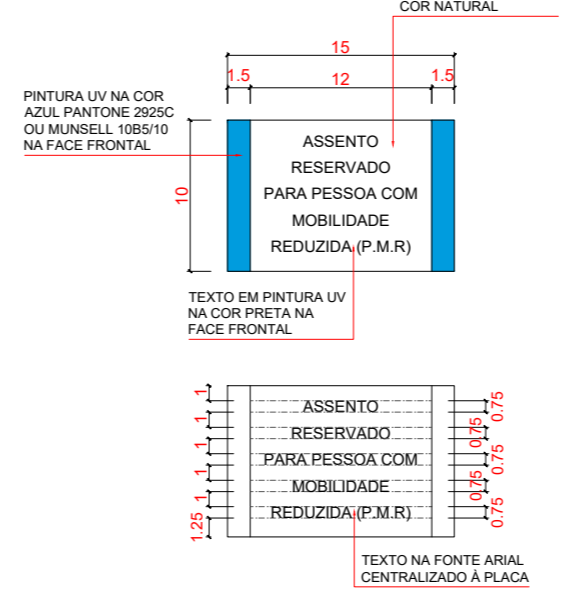 COR NATURAL
15
1.5
12
1.5
PINTURA UV NA COR
AZUL PANTONE 2925C
OU MUNSELL 10B5/10
NA FACE FRONTAL
10
ASSENTO
RESERVADO
PARA PESSOA COM
MOBILIDADE
REDUZIDA (P.M.R)
TEXTO EM PINTURA UV
NA COR PRETA NA
FACE FRONTAL
1
1
1
1
1
1.25
ASSENTO
RESERVADO
PARA PESSOA COM
MOBILIDADE
REDUZIDA (P.M.R)
0.75
0.75
0.75
0.75
0.75
TEXTO NA FONTE ARIAL
CENTRALIZADO À PLACA